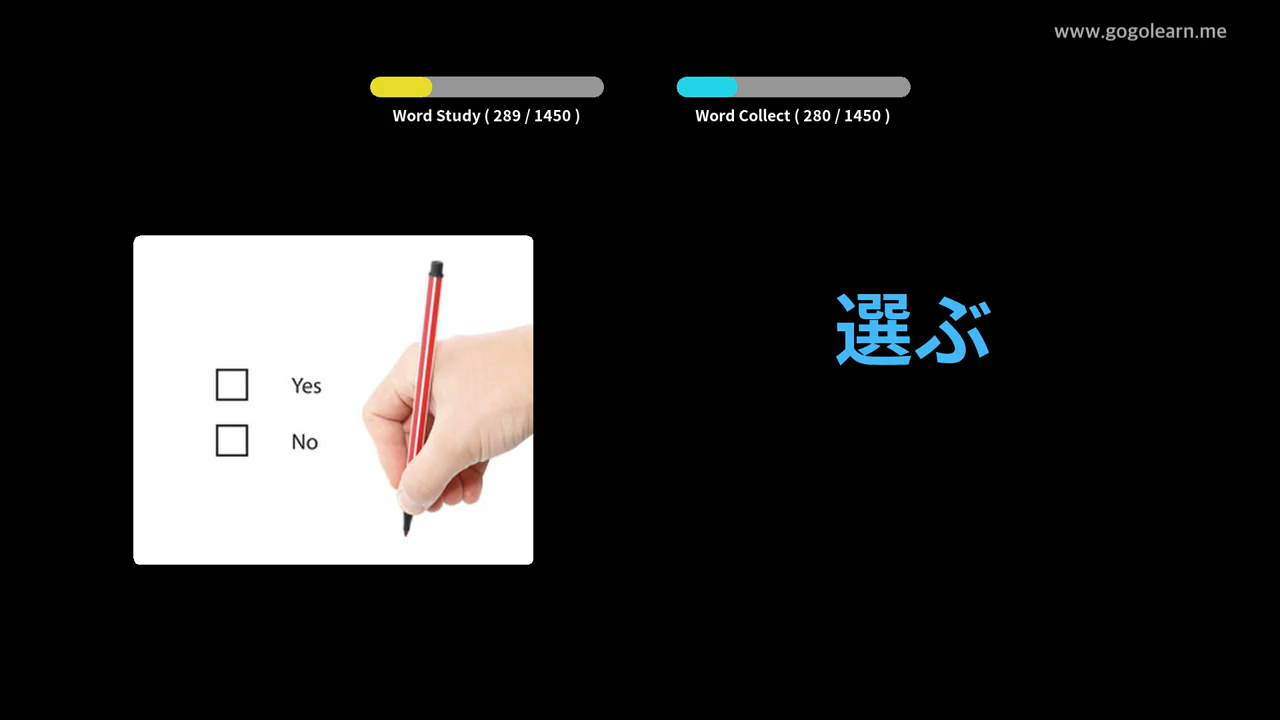 www.gogolearn.me
Word Study ( 289 / 1450 )
Word Collect ( 280 / 1450 )
選ぶ
Yes
No